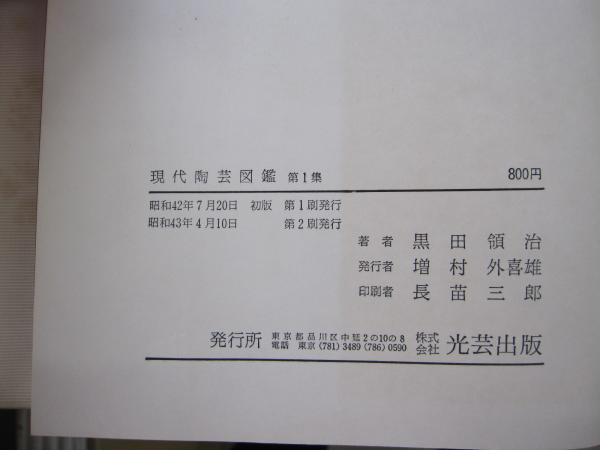 現代陶芸図鑑 第1集 800円
昭和42年7月20日 初版 第1刷発行
昭和43年4月10日 第2刷発行
著者 黒田領治
発行者 増村外喜雄
印刷者 長苗三郎
発行所 東京都品川区中延2の10の8 電話 東京(781)3489(786)0590 株式会社 光芸出版